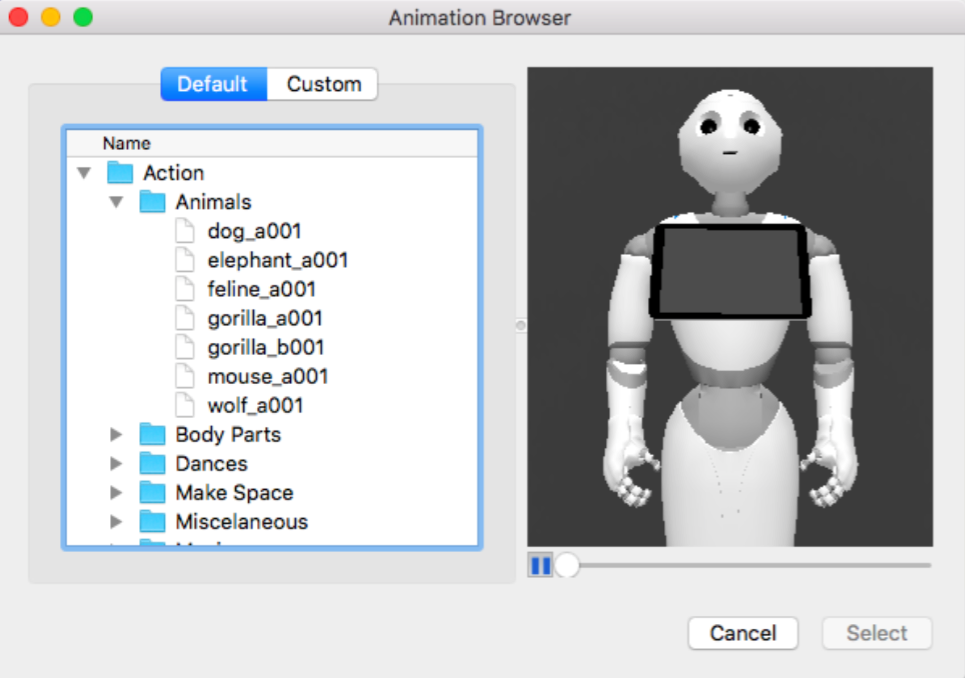 Animation Browser
Default Custom
Name
Action
Animals
dog_a001
elephant_a001
feline_a001
gorilla_a001
gorilla_b001
mouse_a001
wolf_a001
Body Parts
Dances
Make Space
Miscelaneous
Cancel Select